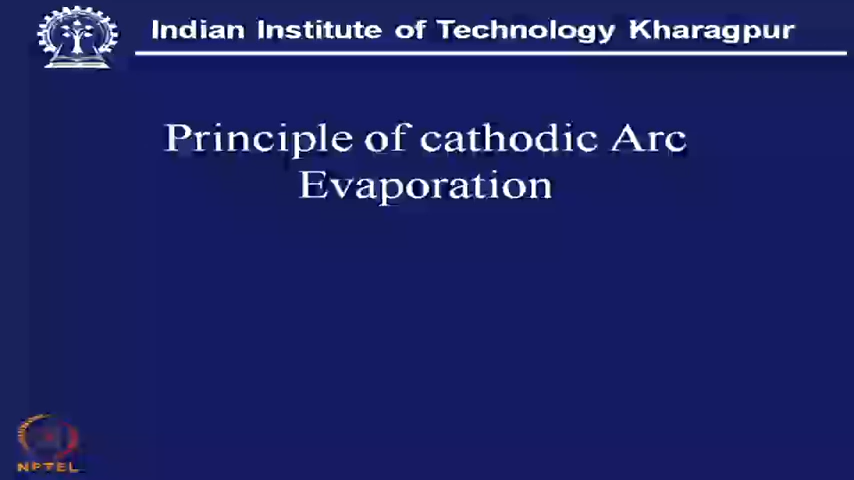 Indian Institute of Technology Kharagpur
Principle of cathodic Arc
Evaporation
NPTEL